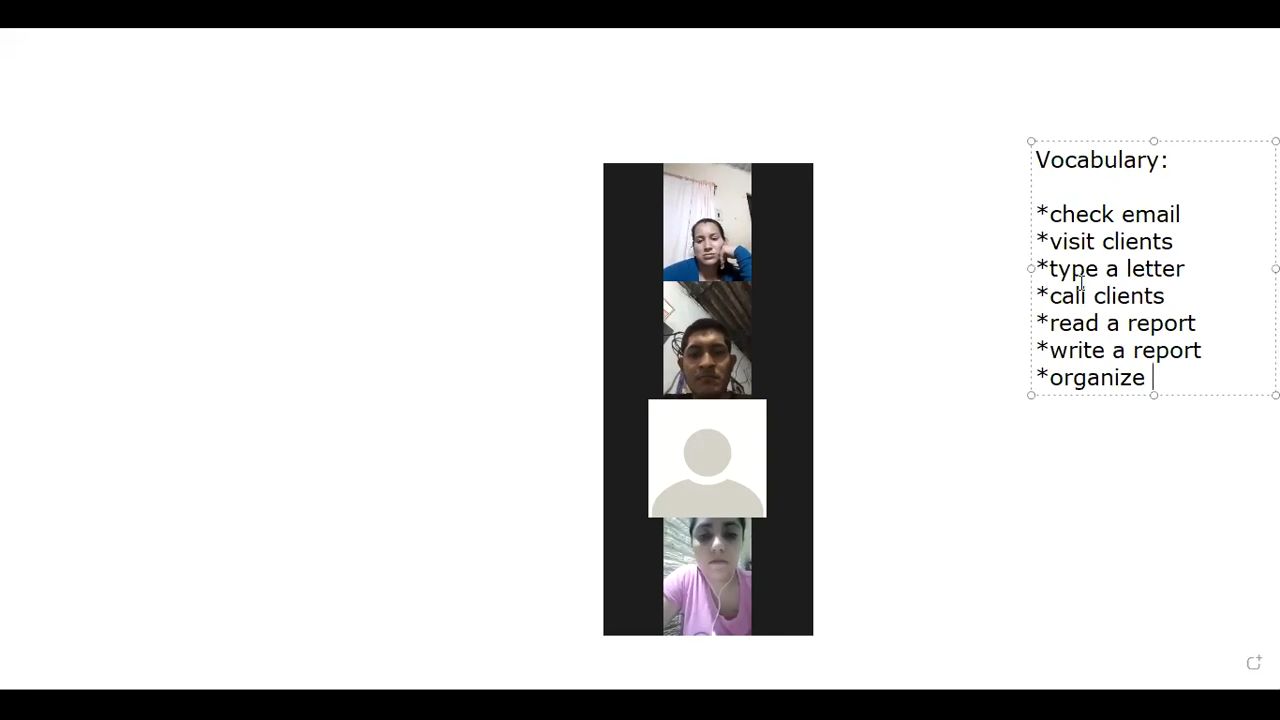 Vocabulary:
*check email
*visit clients
*type a letter
*call clients
*read a report
*write a report
*organize